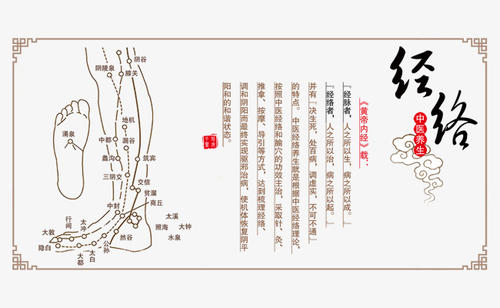 经络
中医养生
《黄帝内经》载：
「经脉者，人之所以生，病之所以成。
「经络者，人之所以治，病之所以起。」
并有「决生死，处百病，调虚实，不可不通」
的特点。中医经络养生就是根据中医经络理论，
按照中医经络和腧穴的功效主治，采取针、灸、
推拿、按摩、导引等方式，达到梳理经络、
调和阴阳而最终实现驱邪治病，使机体恢复阴平
阳和的和谐状态。
阴谷
阴陵泉
膝关
地机
涌泉
中都
漏谷
蠡沟
筑宾
三阴交
交信
复溜
商丘
中封
太溪
行间
太冲
照海
大钟
大敦
水泉
隐白
公孙
然谷
太白
大都